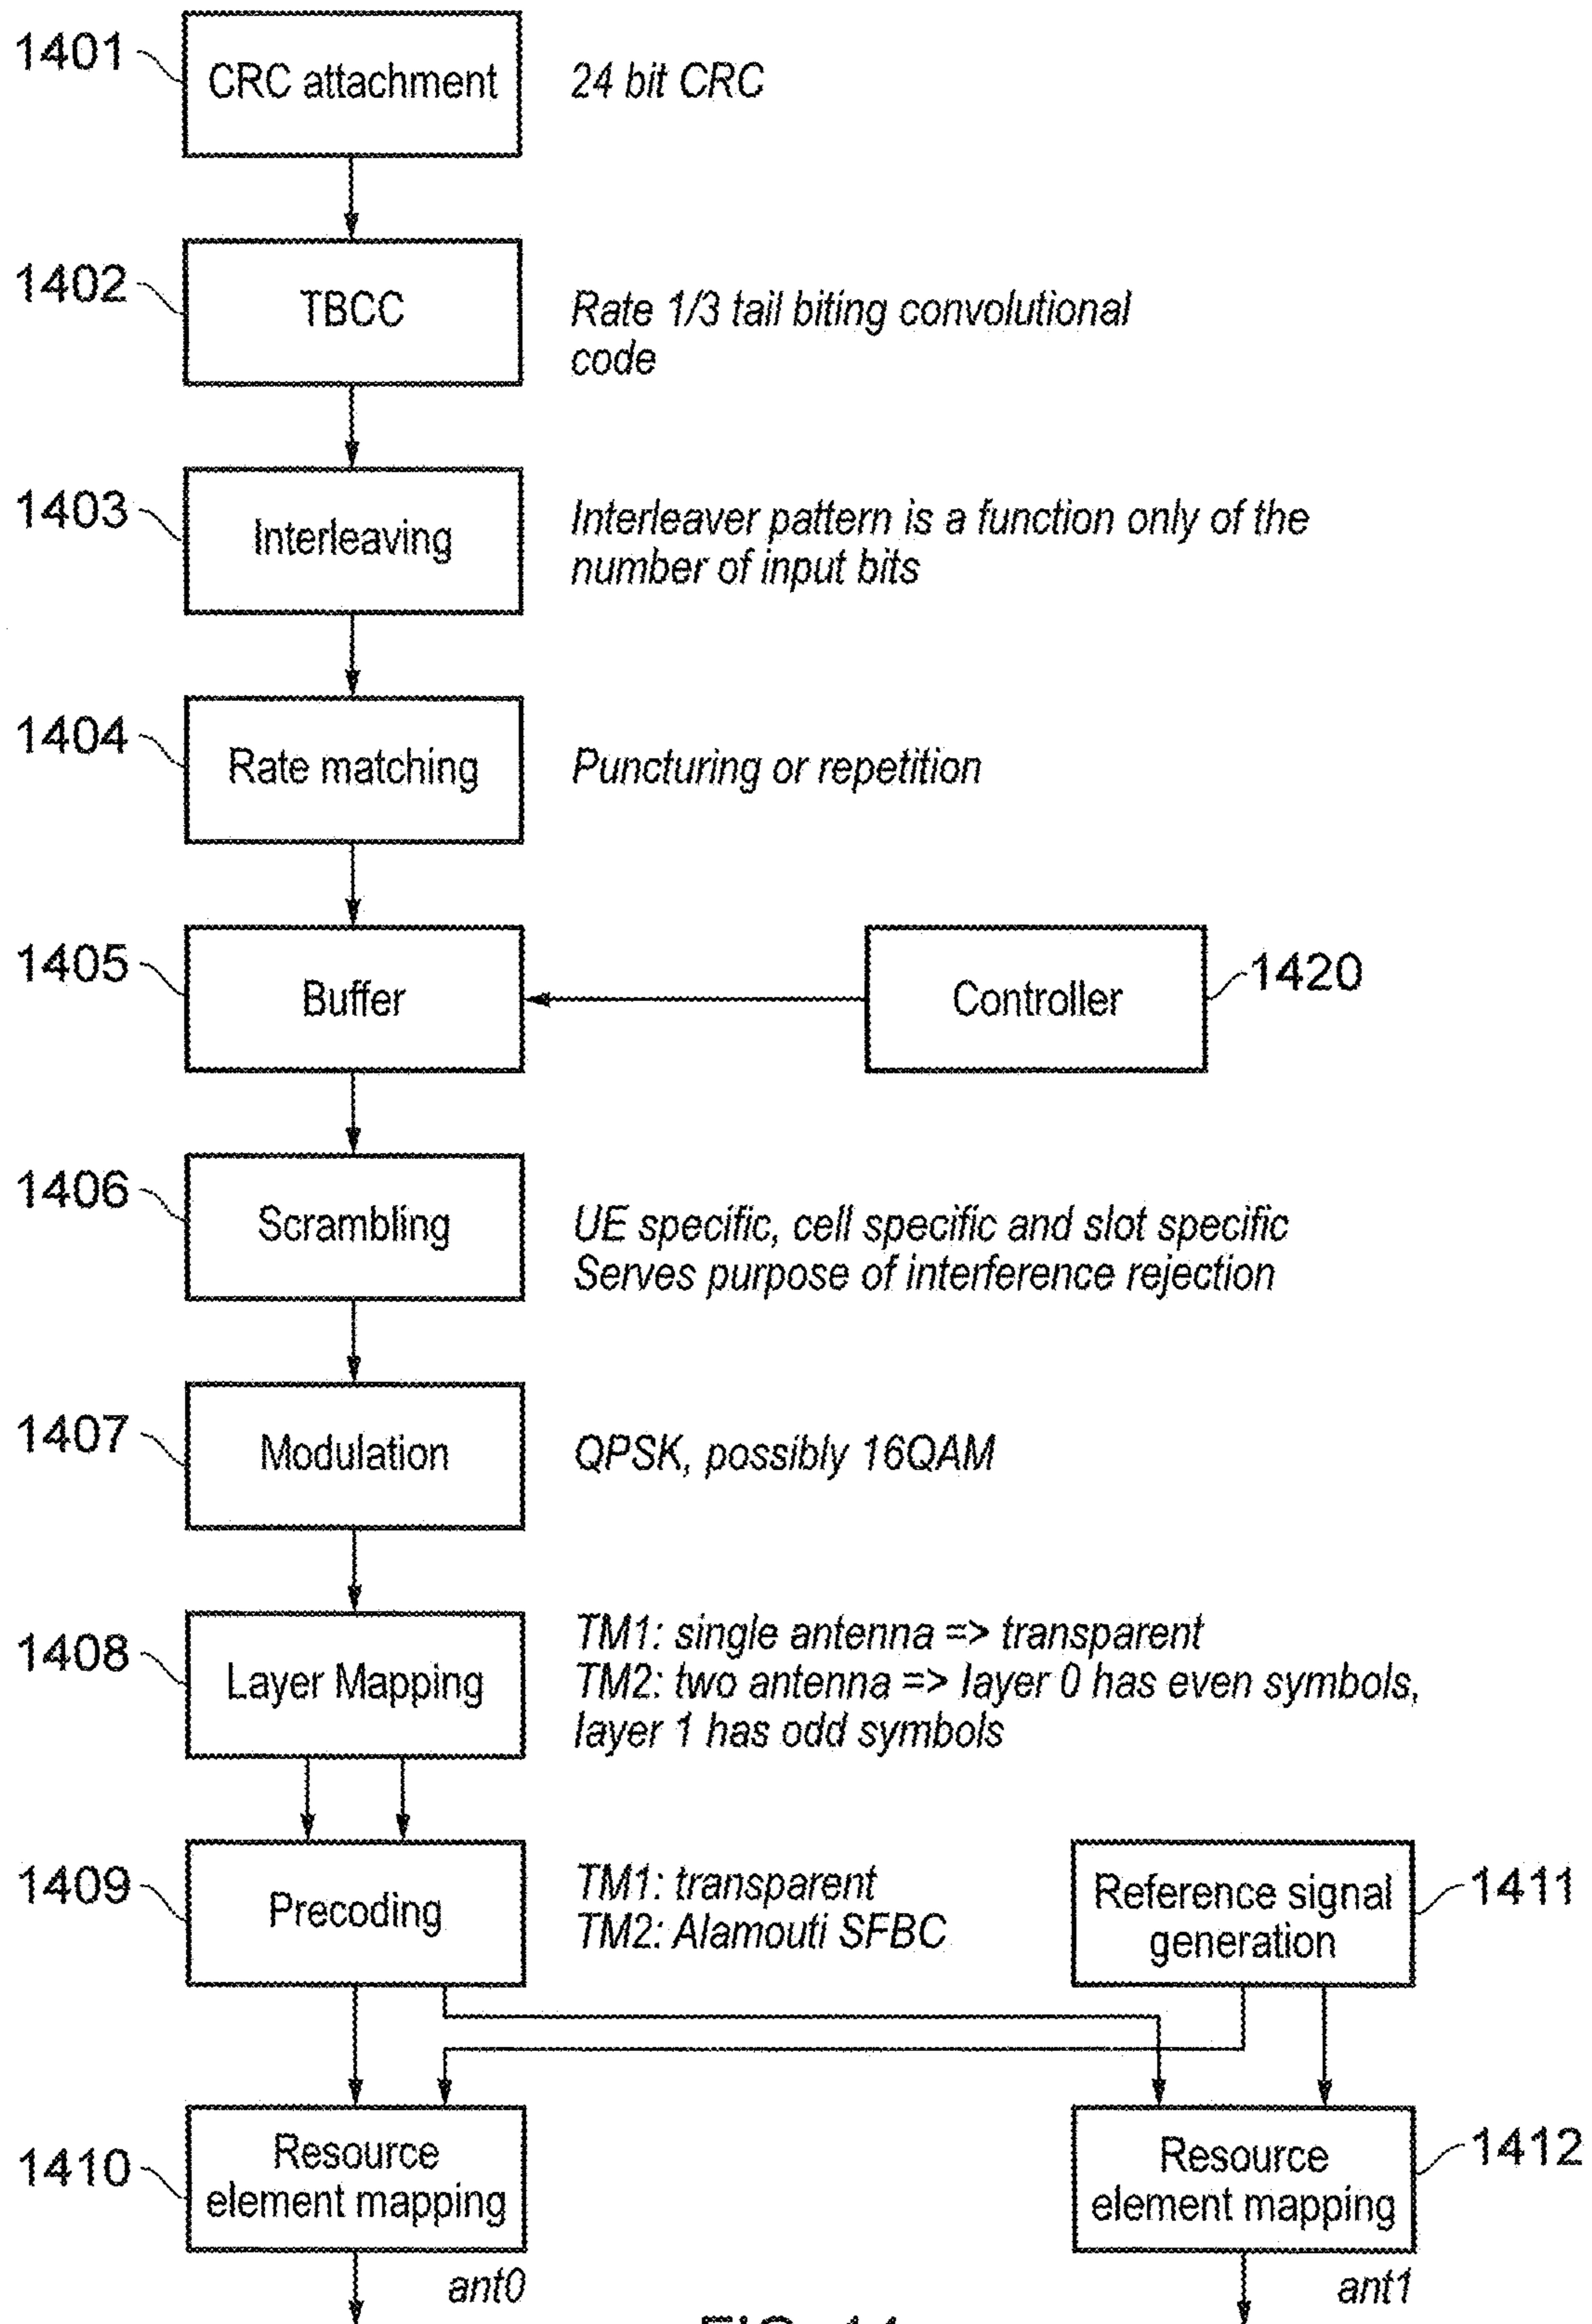 1401
CRC attachment
24 bit CRC
1402
TBCC
Rate 1/3 tail biting convolutional
code
1403
Interleaving
Interleaver pattern is a function only of the
number of input bits
1404
Rate matching
Puncturing or repetition
1405
Buffer
Controller
1420
1406
Scrambling
UE specific, cell specific and slot specific
Serves purpose of interference rejection
1407
Modulation
QPSK, possibly 16QAM
1408
Layer Mapping
TM1: single antenna => transparent
TM2: two antenna => layer 0 has even symbols,
layer 1 has odd symbols
1409
Precoding
TM1: transparent
TM2: Alamouti SFBC
Reference signal
generation
1411
1410
Resource
element mapping
Resource
element mapping
1412
ant0
ant1